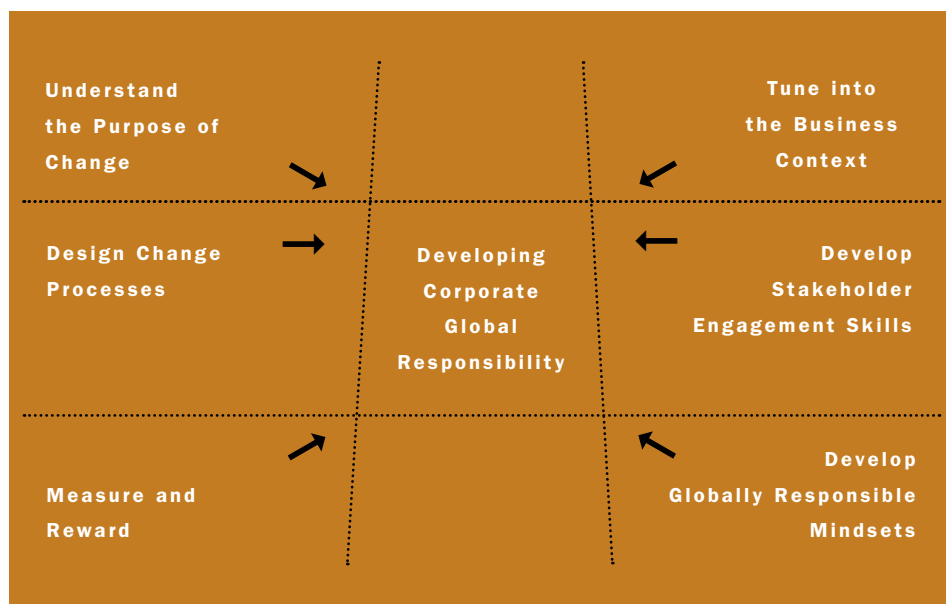 Understand
the Purpose of
Change
Tune into
the Business
Context
Design Change
Processes
Developing
Corporate
Global
Responsibility
Develop
Stakeholder
Engagement Skills
Measure and
Reward
Develop
Globally Responsible
Mindsets